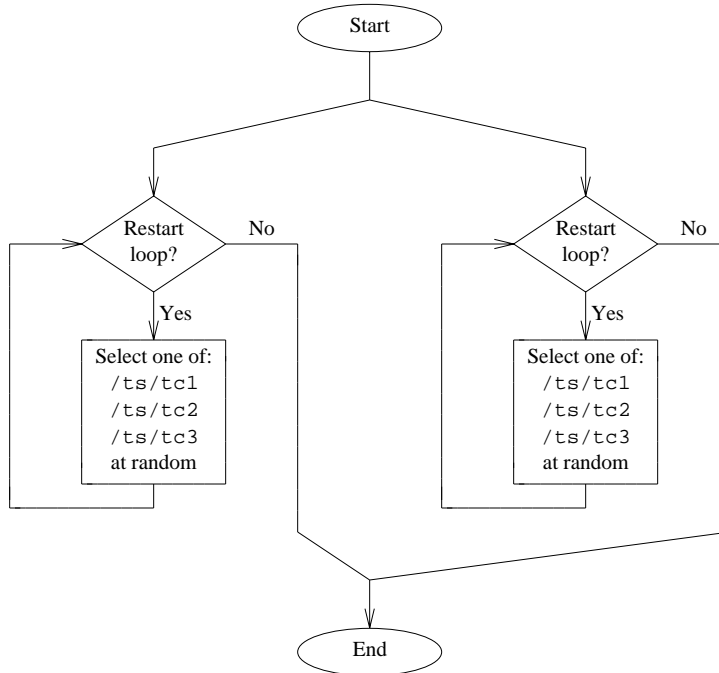 Start
Restart
loop?
No
Yes
Select one of:
/ts/tc1
/ts/tc2
/ts/tc3
at random
Restart
loop?
No
Yes
Select one of:
/ts/tc1
/ts/tc2
/ts/tc3
at random
End